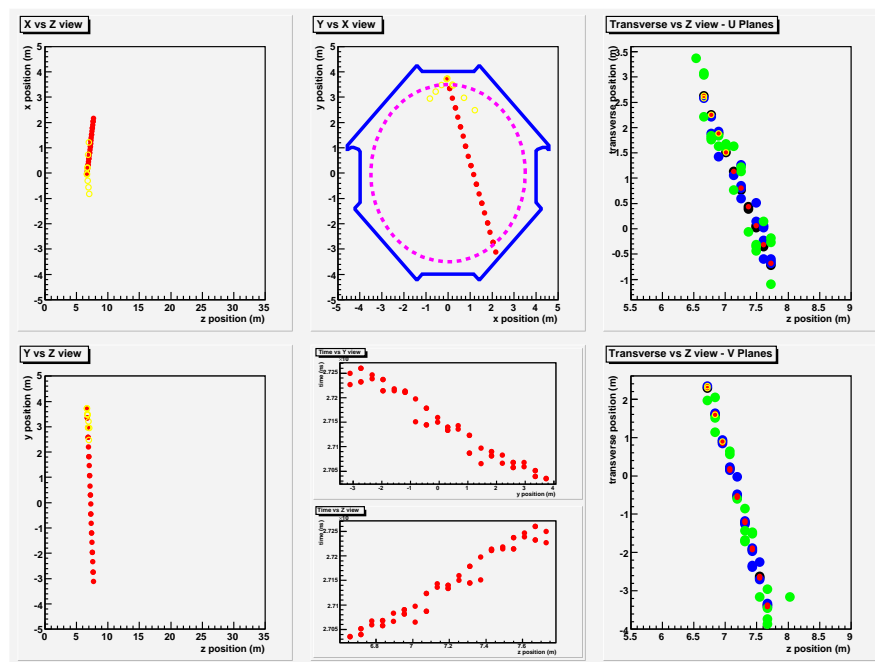 X vs Z view
x position (m)
5
4
3
2
1
0
-1
-2
-3
-4
-5
0 5 10 15 20 25 30 35
z position (m)
Y vs X view
y position (m)
5
4
3
2
1
0
-1
-2
-3
-4
-5
-5 -4 -3 -2 -1 0 1 2 3 4 5
x position (m)
Transverse vs Z view - U Planes
transverse position (m)
3.5
3
2.5
2
1.5
1
0.5
0
-0.5
-1
5.5 6 6.5 7 7.5 8 8.5 9
z position (m)
Y vs Z view
y position (m)
5
4
3
2
1
0
-1
-2
-3
-4
-5
0 5 10 15 20 25 30 35
z position (m)
Time vs Y view
time (ns)
2.725
2.72
2.715
2.71
2.705
-3 -2 -1 0 1 2 3 4
y position (m)
Time vs Z view
time (ns)
2.725
2.72
2.715
2.71
2.705
6.8 7 7.2 7.4 7.6
z position (m)
Transverse vs Z view - V Planes
transverse position (m)
2
1
0
-1
-2
-3
-4
5.5 6 6.5 7 7.5 8 8.5 9
z position (m)